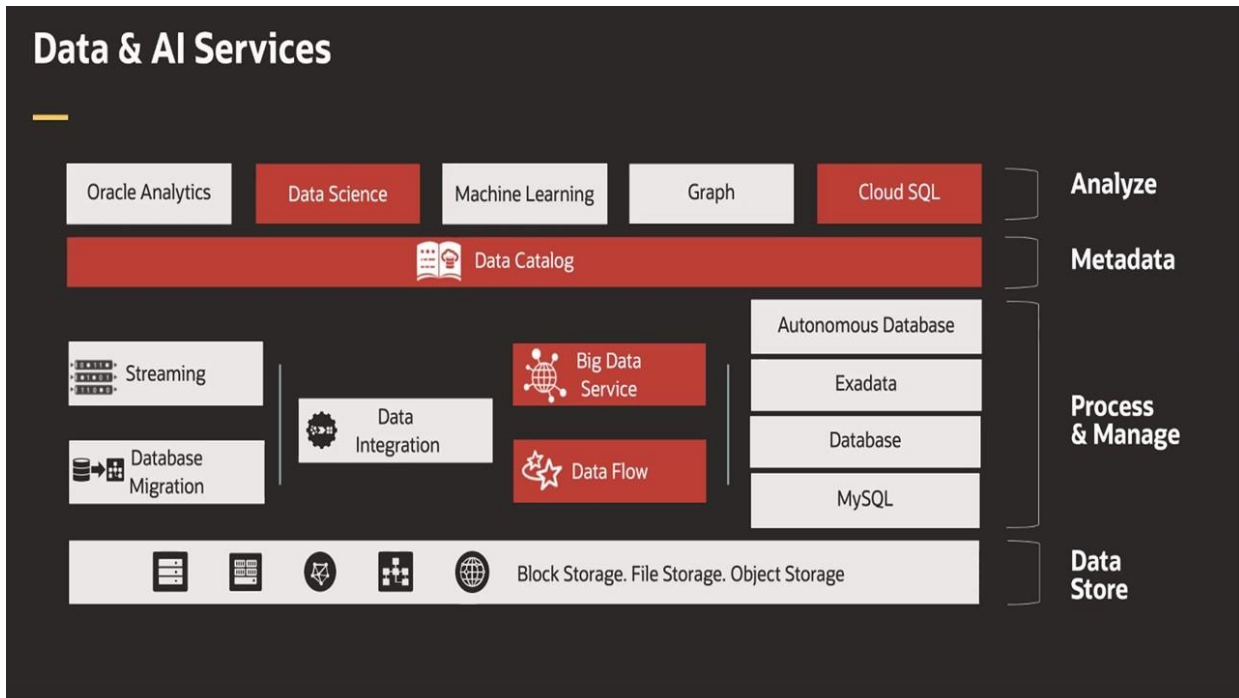 Data & AI Services
Oracle Analytics
Data Science
Machine Learning
Graph
Cloud SQL
Analyze
Data Catalog
Metadata
Streaming
Database
Migration
Data
Integration
Big Data
Service
Data Flow
Autonomous Database
Exadata
Database
MySQL
Process
& Manage
Block Storage. File Storage. Object Storage
Data
Store